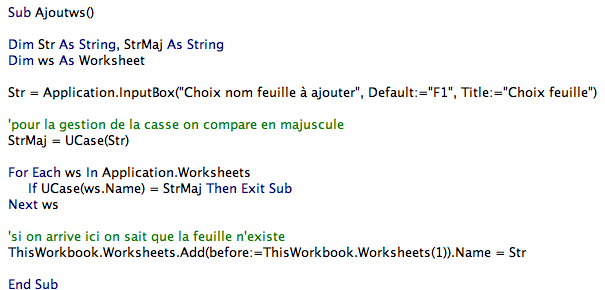 Sub Ajoutws()
Dim Str As String, StrMaj As String
Dim ws As Worksheet
Str = Application.InputBox("Choix nom feuille à ajouter", Default:="F1", Title:="Choix feuille")
'pour la gestion de la casse on compare en majuscule
StrMaj = UCase(Str)
For Each ws In Application.Worksheets
If UCase(ws.Name) = StrMaj Then Exit Sub
Next ws
'si on arrive ici on sait que la feuille n'existe
ThisWorkbook.Worksheets.Add(before:=ThisWorkbook.Worksheets(1)).Name = Str
End Sub